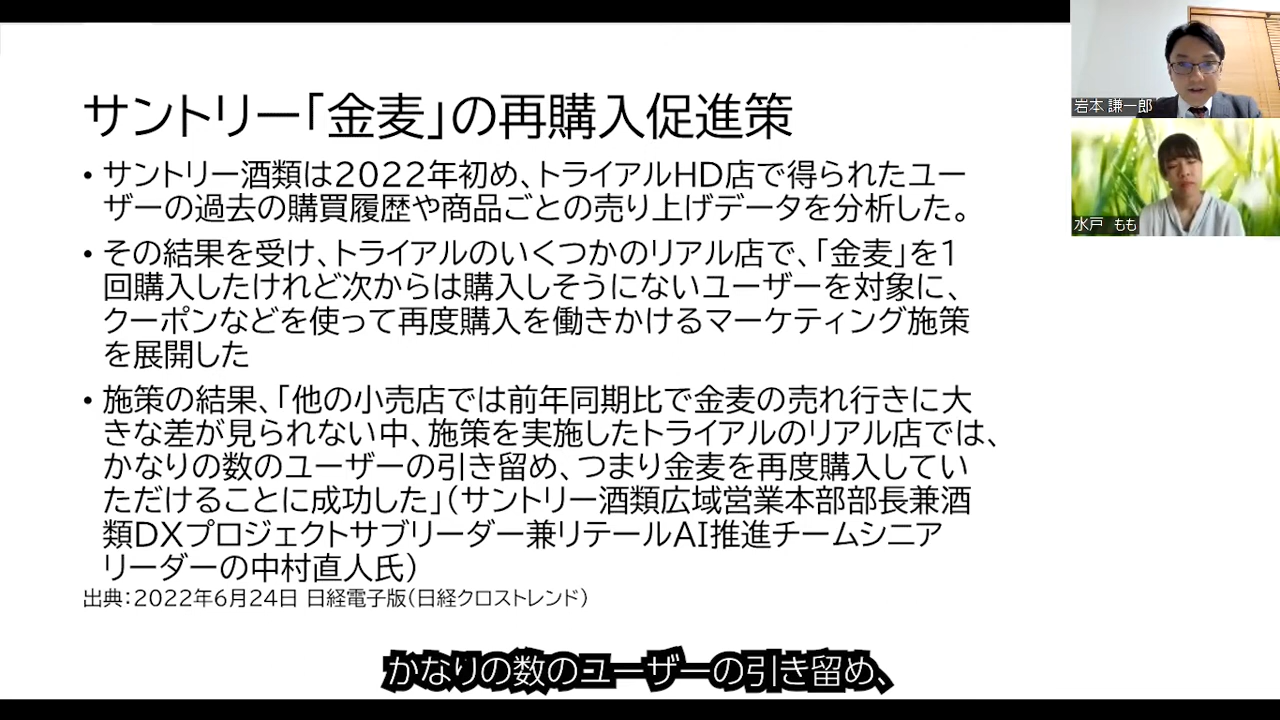 サントリー「金麦」の再購入促進策
• サントリー酒類は2022年初め、トライアルHD店で得られたユー
ザーの過去の購買履歴や商品ごとの売り上げデータを分析した。
• その結果を受け、トライアルのいくつかのリアル店で、「金麦」を1
回購入したけれど次からは購入しそうにないユーザーを対象に、
クーポンなどを使って再度購入を働きかけるマーケティング施策
を展開した
• 施策の結果、「他の小売店では前年同期比で金麦の売れ行きに大
きな差が見られない中、施策を実施したトライアルのリアル店では、
かなりの数のユーザーの引き留め、つまり金麦を再度購入してい
ただけることに成功した」（サントリー酒類広域営業本部部長兼酒
類DXプロジェクトサブリーダー兼リテールAI推進チームシニア
リーダーの中村直人氏）
出典：2022年6月24日 日経電子版（日経クロストレンド）
かなりの数のユーザーの引き留め、
岩本 謙一郎
水戸 もも